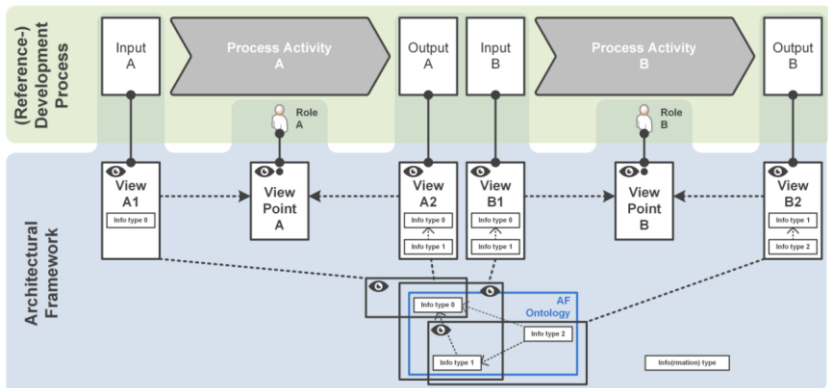 (Reference-)
Development
Process
Input
A
Process Activity
A
Output
A
Input
B
Process Activity
B
Output
B
Role
A
Role
B
Architectural
Framework
View
A1
Info type 0
View
Point
A
View
A2
Info type 0
Info type 1
View
B1
Info type 0
Info type 1
View
Point
B
View
B2
Info type 1
Info type 2
AF
Ontology
Info type 0
Info type 2
Info type 1
Info(rmation) type